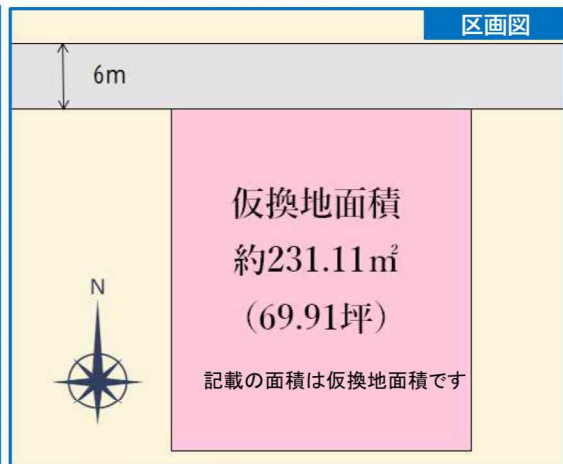 区画図
6m
仮換地面積
約231.11㎡
(69.91坪)
記載の面積は仮換地面積です
N